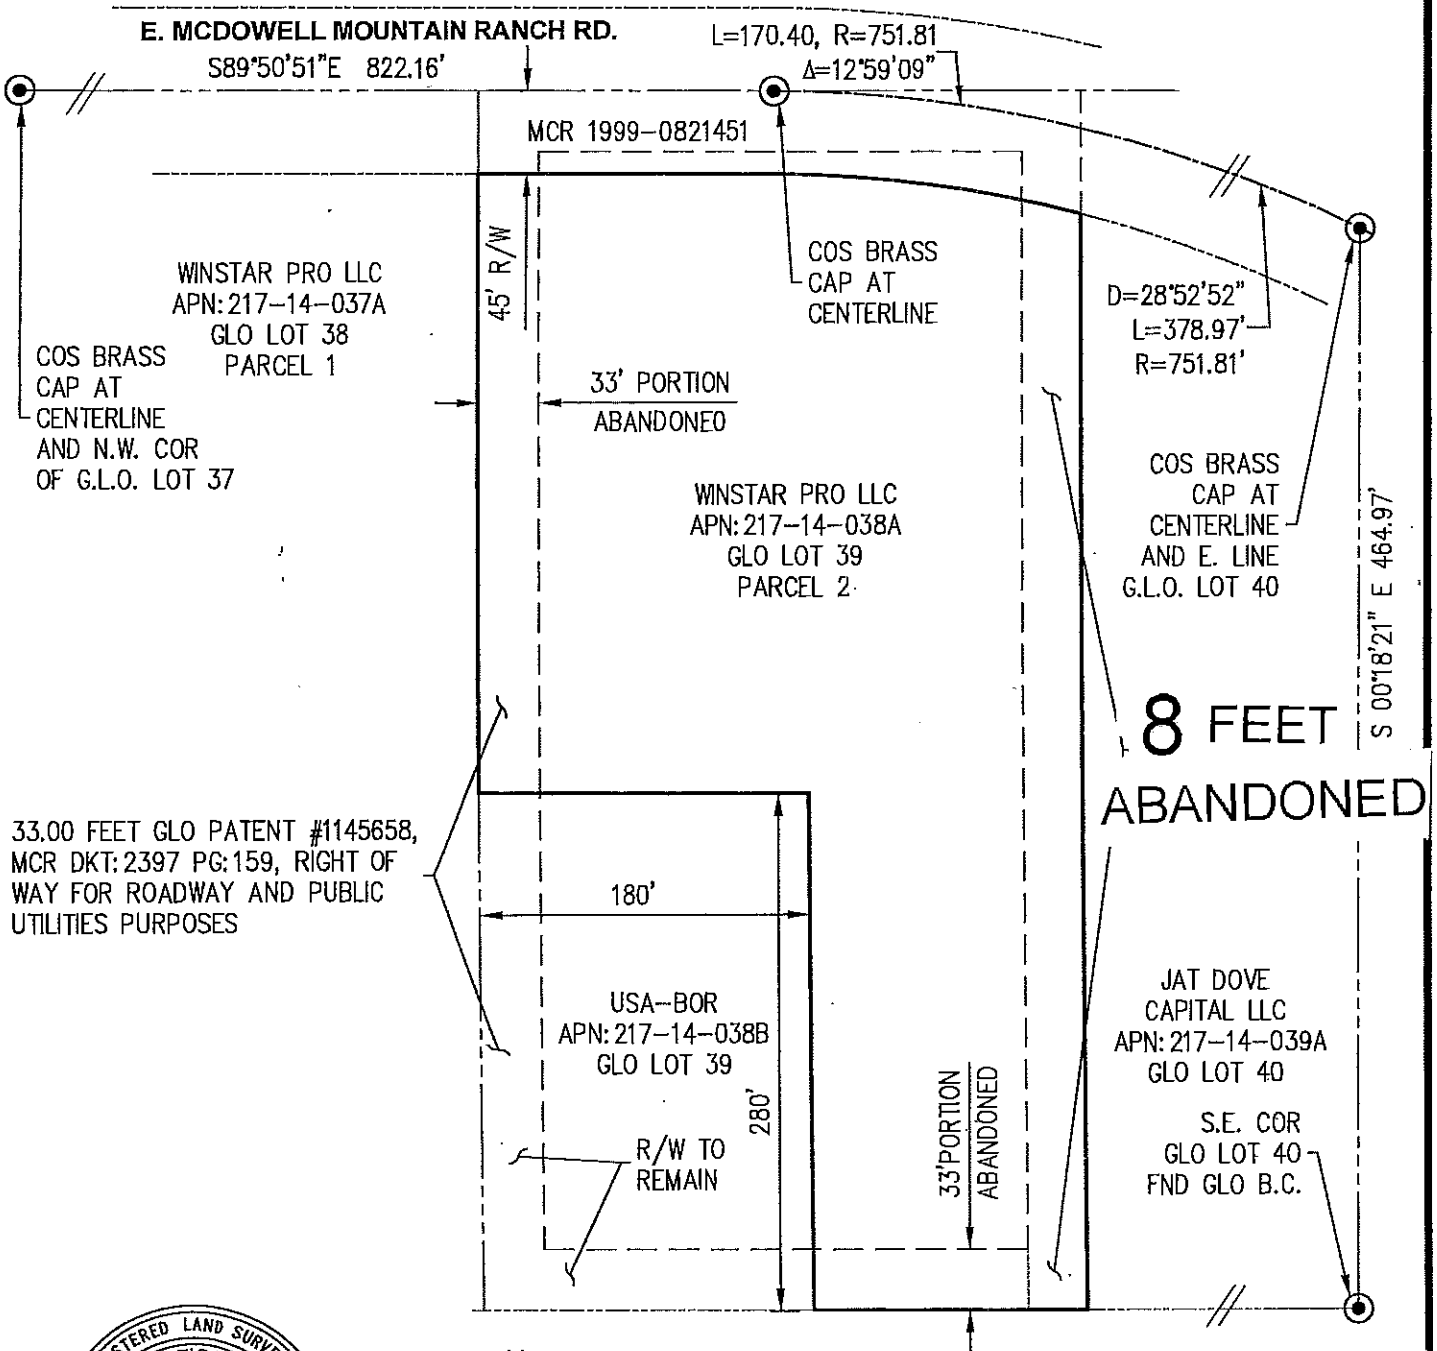 E. MCDOWELL MOUNTAIN RANCH RD.
S89°50'51"E 822.16'
L=170.40, R=751.81
Δ=12°59'09"
MCR 1999-0821451
45' R/W
WINSTAR PRO LLC
APN: 217-14-037A
GLO LOT 38
PARCEL 1
COS BRASS
CAP AT
CENTERLINE
AND N.W. COR
OF G.L.O. LOT 37
33' PORTION
ABANDONED
COS BRASS
CAP AT
CENTERLINE
D=28°52'52"
L=378.97'
R=751.81'
WINSTAR PRO LLC
APN: 217-14-038A
GLO LOT 39
PARCEL 2
COS BRASS
CAP AT
CENTERLINE
AND E. LINE
G.L.O. LOT 40
S 00°18'21" E 464.97'
8 FEET
ABANDONED
33.00 FEET GLO PATENT #1145658,
MCR DKT: 2397 PG: 159, RIGHT OF
WAY FOR ROADWAY AND PUBLIC
UTILITIES PURPOSES
180'
280'
USA-BOR
APN: 217-14-038B
GLO LOT 39
R/W TO
REMAIN
33' PORTION
ABANDONED
JAT DOVE
CAPITAL LLC
APN: 217-14-039A
GLO LOT 40
S.E. COR
GLO LOT 40
FND GLO B.C.
LAND